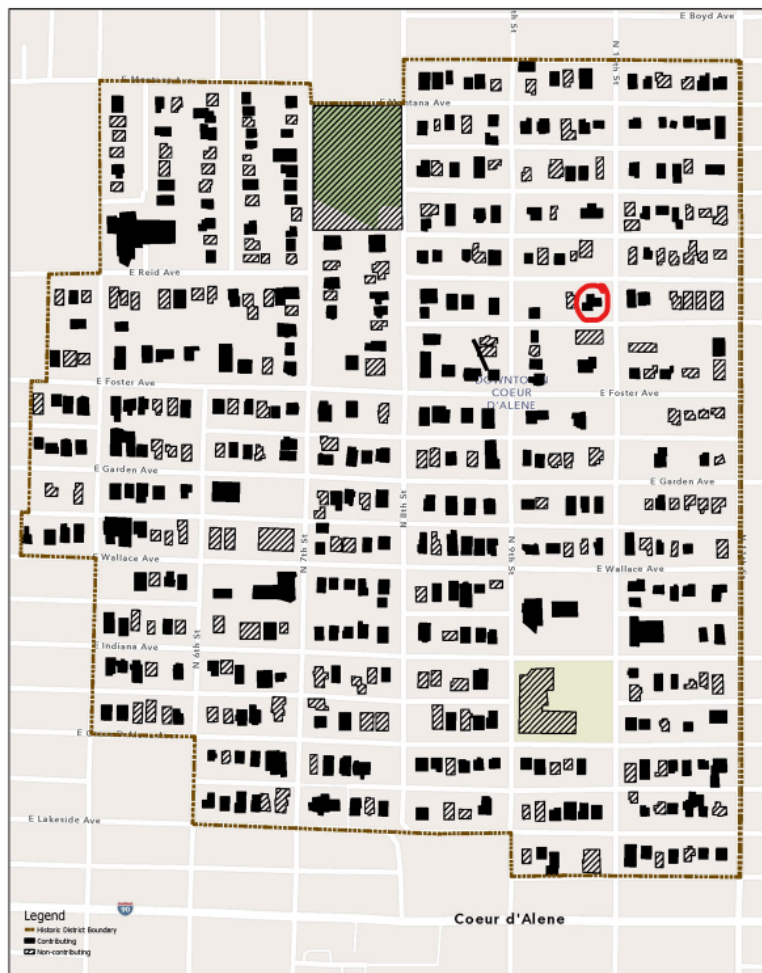 E Boyd Ave
th St
N 10th St
E Montana Ave
E Montana Ave
E Reid Ave
E Foster Ave
DOWNTOWN
COEUR
D'ALENE
E Foster Ave
E Garden Ave
E Garden Ave
N 8th St
N 7th St
N 9th St
E Wallace Ave
E Wallace Ave
N 6th St
E Indiana Ave
E Lakeside Ave
90
Coeur d'Alene
Legend
Historic District Boundary
Contributing
Non-contributing